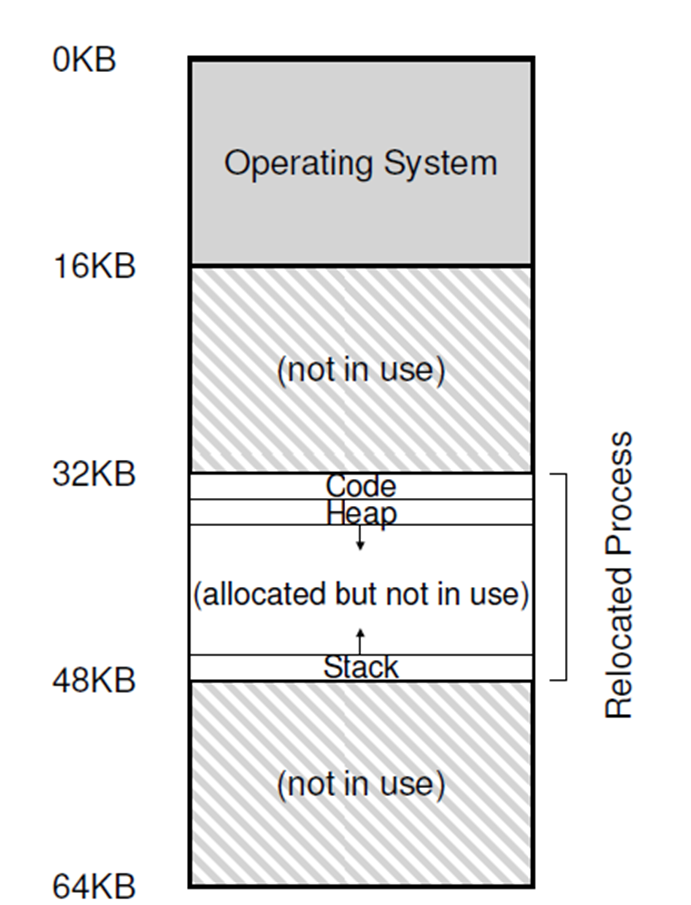 0KB
Operating System
16KB
(not in use)
32KB
Code
Heap
(allocated but not in use)
Stack
48KB
(not in use)
64KB
Relocated Process